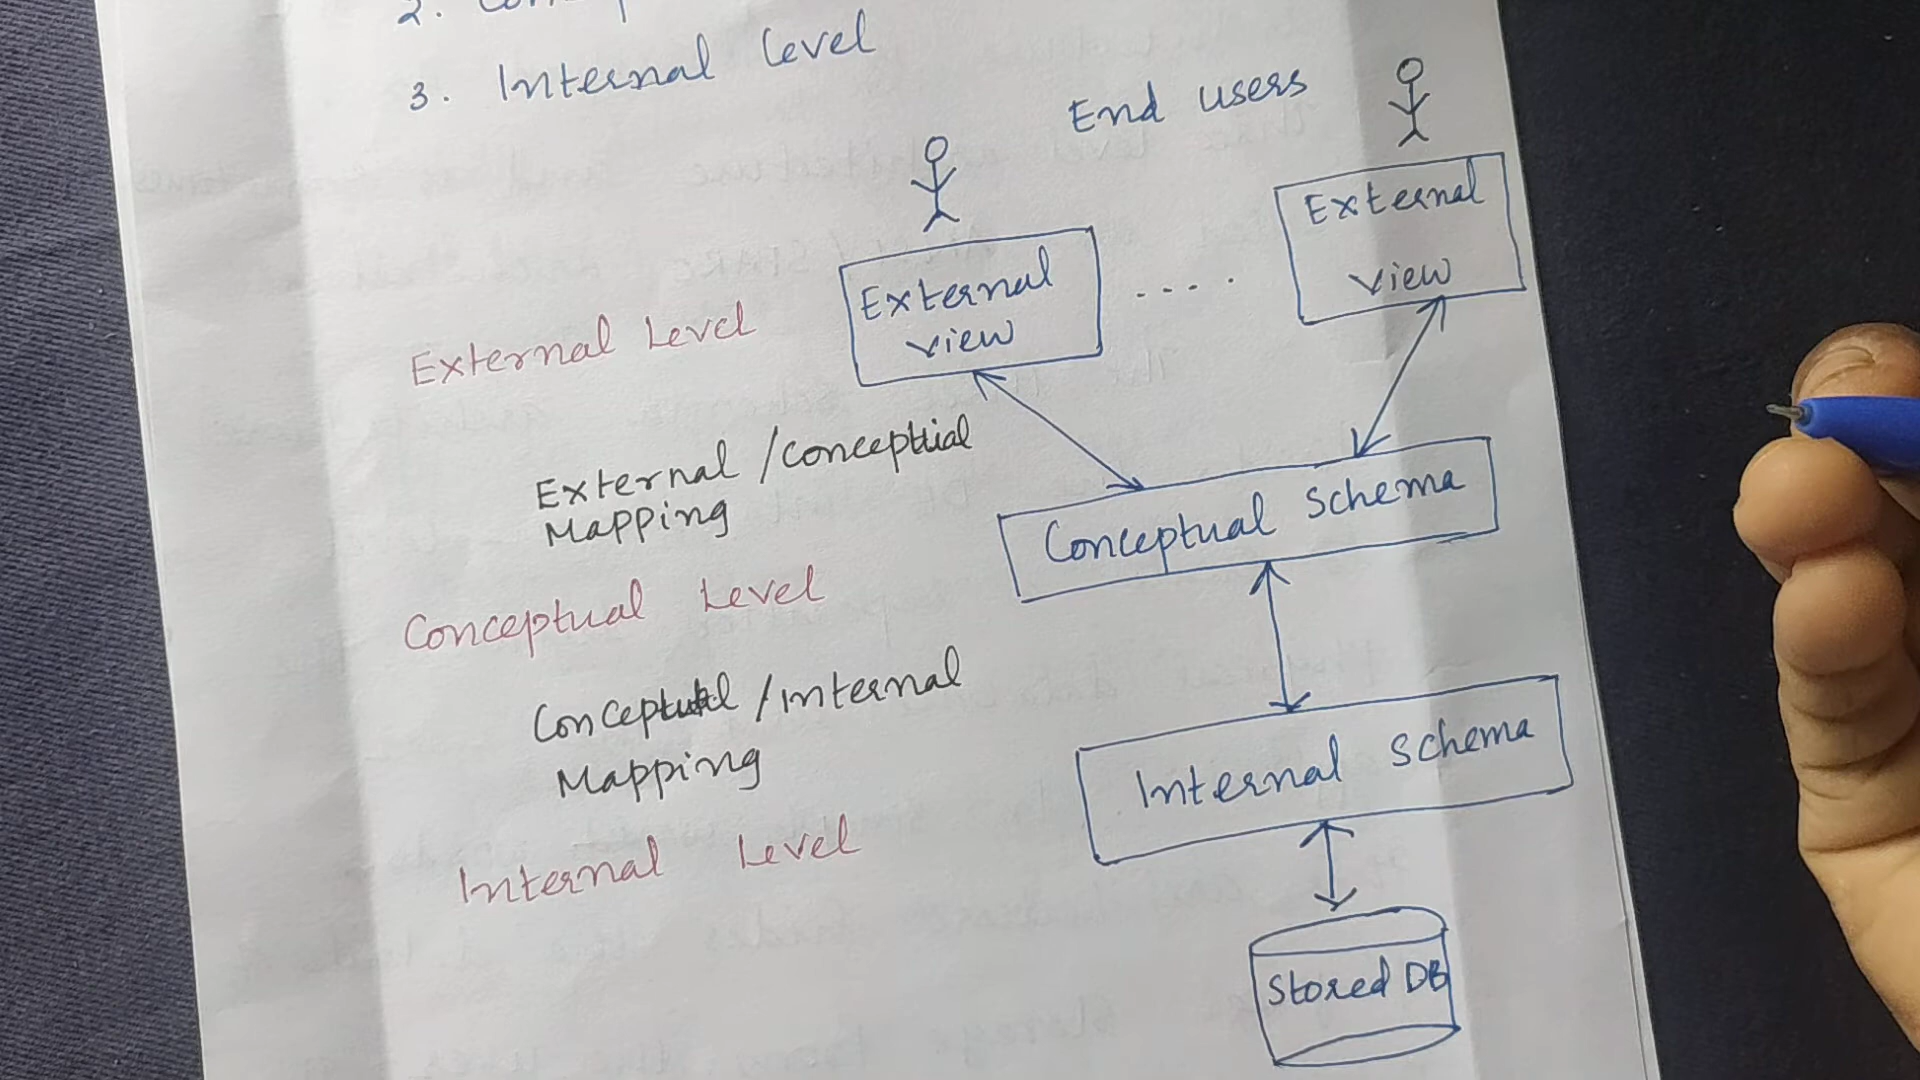 3. Internal Level
End users
External
view
....
External
view
External Level
External / conceptual
Mapping
Conceptual Schema
Conceptual Level
Conceptual / internal
Mapping
Internal Schema
Internal Level
Stored DB